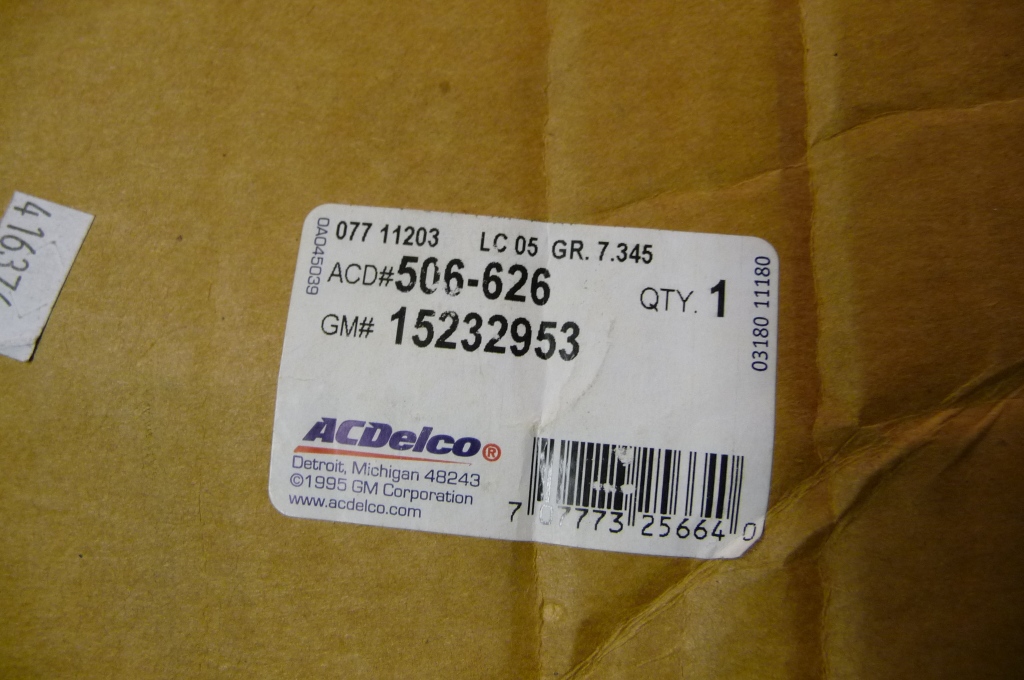 077 11203 LC 05 GR. 7.345
ACD# 506-626
QTY. 1
GM# 15232953
0A045039
03180 11180
ACDelco®
Detroit, Michigan 48243
©1995 GM Corporation
www.acdelco.com
7 07773 25664 0